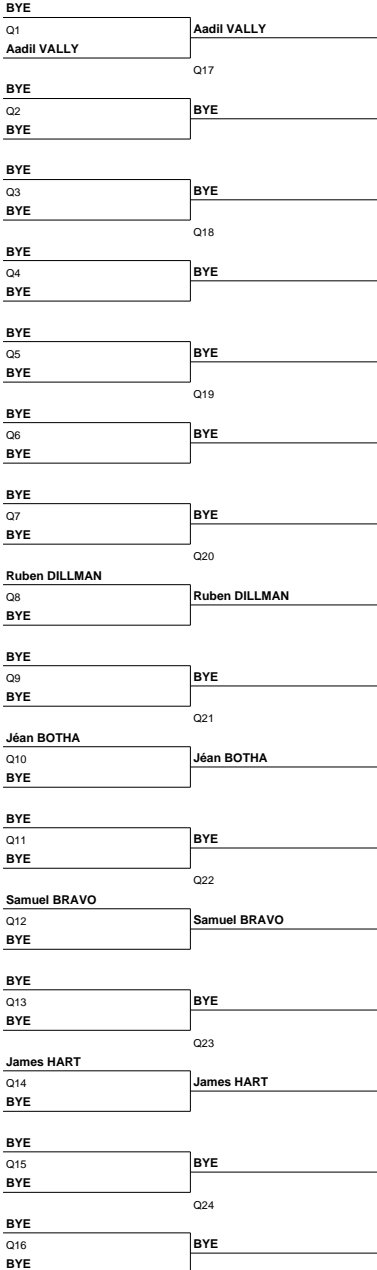 BYE
Q1
Aadil VALLY
Aadil VALLY
Q17
BYE
Q2
BYE
BYE
BYE
Q3
BYE
BYE
Q18
BYE
Q4
BYE
BYE
BYE
Q5
BYE
BYE
Q19
BYE
Q6
BYE
BYE
BYE
Q7
BYE
BYE
Q20
Ruben DILLMAN
Q8
Ruben DILLMAN
BYE
BYE
Q9
BYE
BYE
Q21
Jéan BOTHA
Q10
Jéan BOTHA
BYE
BYE
Q11
BYE
BYE
Q22
Samuel BRAVO
Q12
Samuel BRAVO
BYE
BYE
Q13
BYE
BYE
Q23
James HART
Q14
James HART
BYE
BYE
Q15
BYE
BYE
Q24
BYE
Q16
BYE
BYE